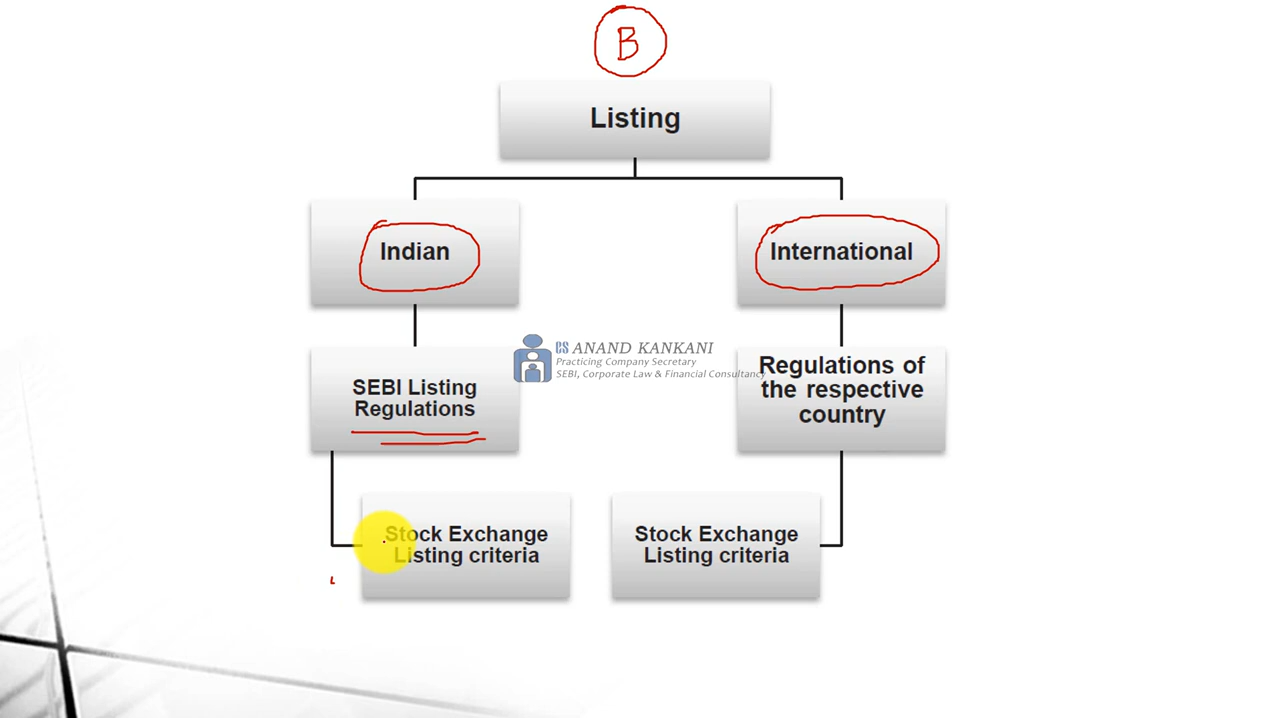 B
Listing
Indian
International
CS ANAND KANKANI
Practicing Company Secretary
SEBI, Corporate Law & Financial Consultancy
SEBI Listing
Regulations
Regulations of
the respective
country
Stock Exchange
Listing criteria
Stock Exchange
Listing criteria